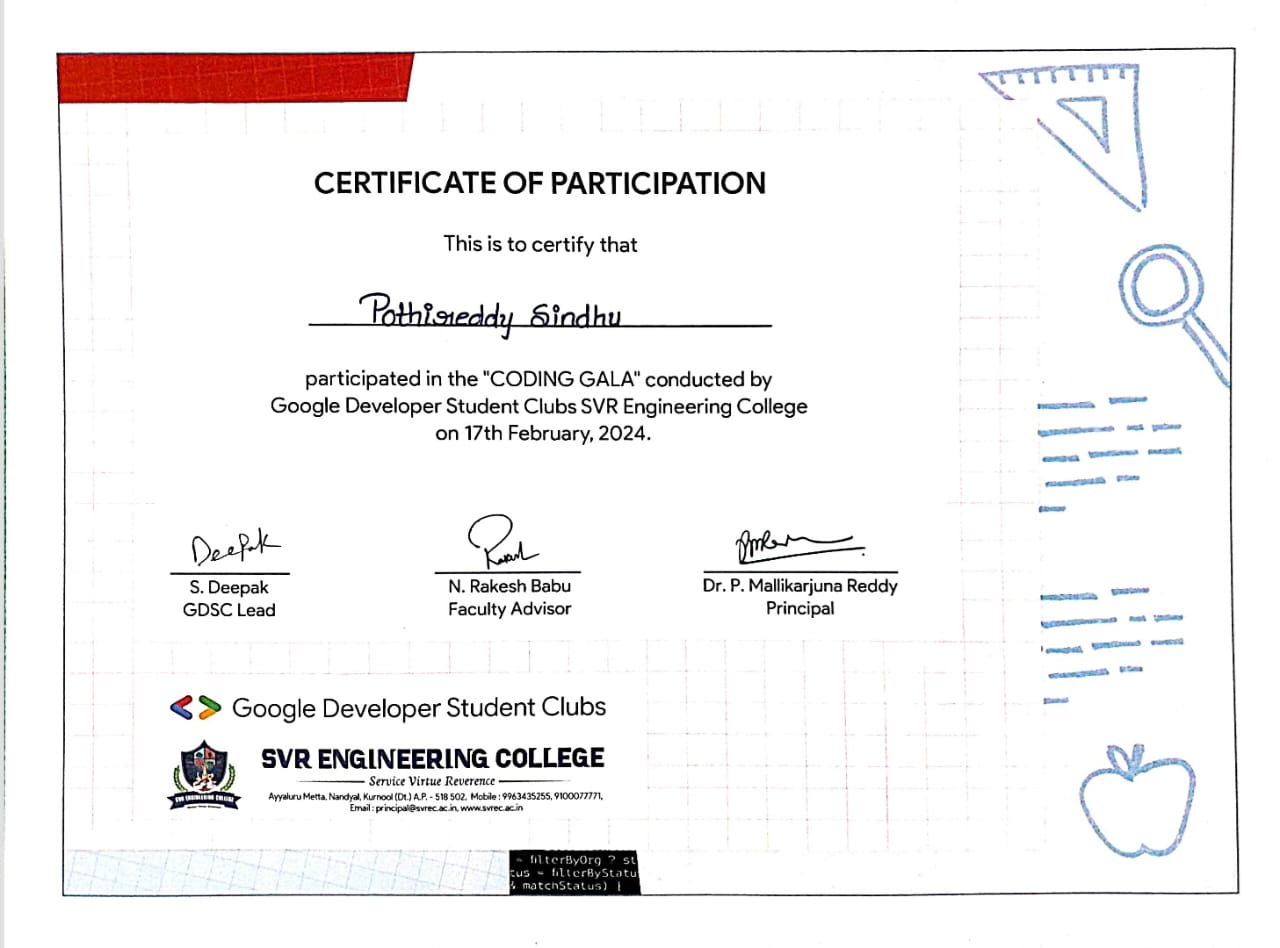 CERTIFICATE OF PARTICIPATION
This is to certify that
Pothireddy Sindhu
participated in the "CODING GALA" conducted by
Google Developer Student Clubs SVR Engineering College
on 17th February, 2024.
Deepak
S. Deepak
GDSC Lead
N. Rakesh Babu
Faculty Advisor
Dr. P. Mallikarjuna Reddy
Principal
Google Developer Student Clubs
SVR ENGINEERING COLLEGE
Service Virtue Reverence
SVR ENGINEERING COLLEGE
Ayyaluru Metta, Nandyal, Kurnool (Dt.) A.P. - 518 502. Mobile : 9963435255, 9100077771,
Email : principal@svrec.ac.in, www.svrec.ac.in
= filterByOrg ? st
tus = filterByStatu
& matchStatus) {